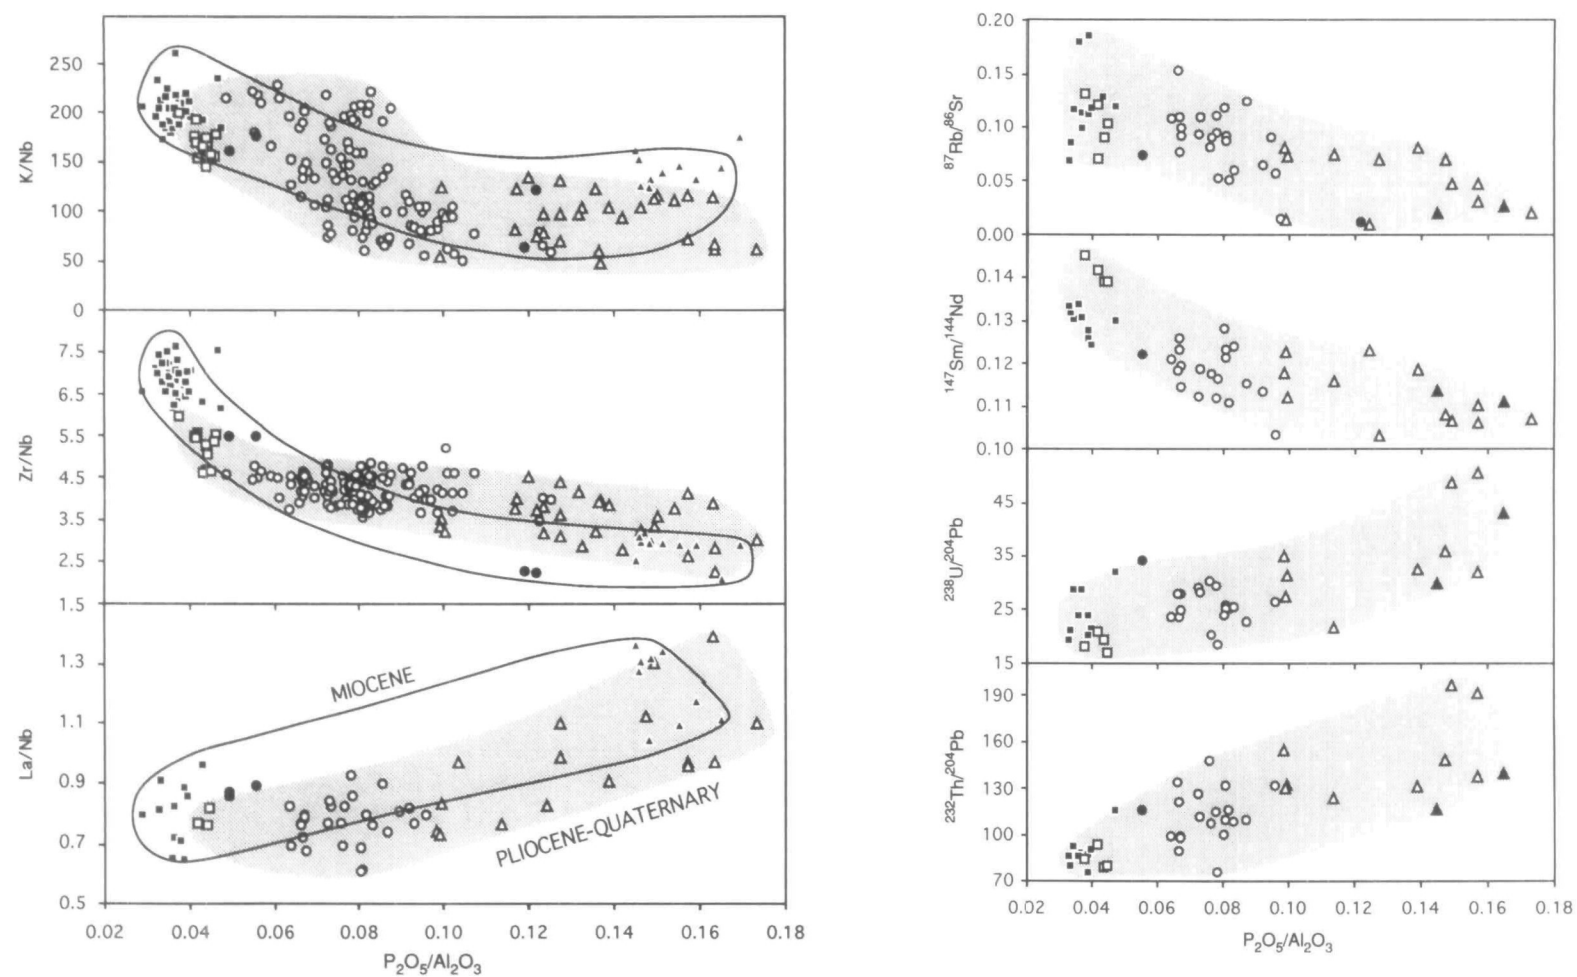 K/Nb
250
200
150
100
50
0
Zr/Nb
7.5
6.5
5.5
4.5
3.5
2.5
1.5
La/Nb
1.3
1.1
0.9
0.7
0.5
MIOCENE
PLIOCENE-QUATERNARY
0.02 0.04 0.06 0.08 0.10 0.12 0.14 0.16 0.18
P₂O₅/Al₂O₃
⁸⁷Rb/⁸⁶Sr
0.20
0.15
0.10
0.05
0.00
¹⁴⁷Sm/¹⁴⁴Nd
0.14
0.13
0.12
0.11
0.10
²³⁸U/²⁰⁴Pb
45
35
25
15
²³²Th/²⁰⁴Pb
190
160
130
100
70
0.02 0.04 0.06 0.08 0.10 0.12 0.14 0.16 0.18
P₂O₅/Al₂O₃